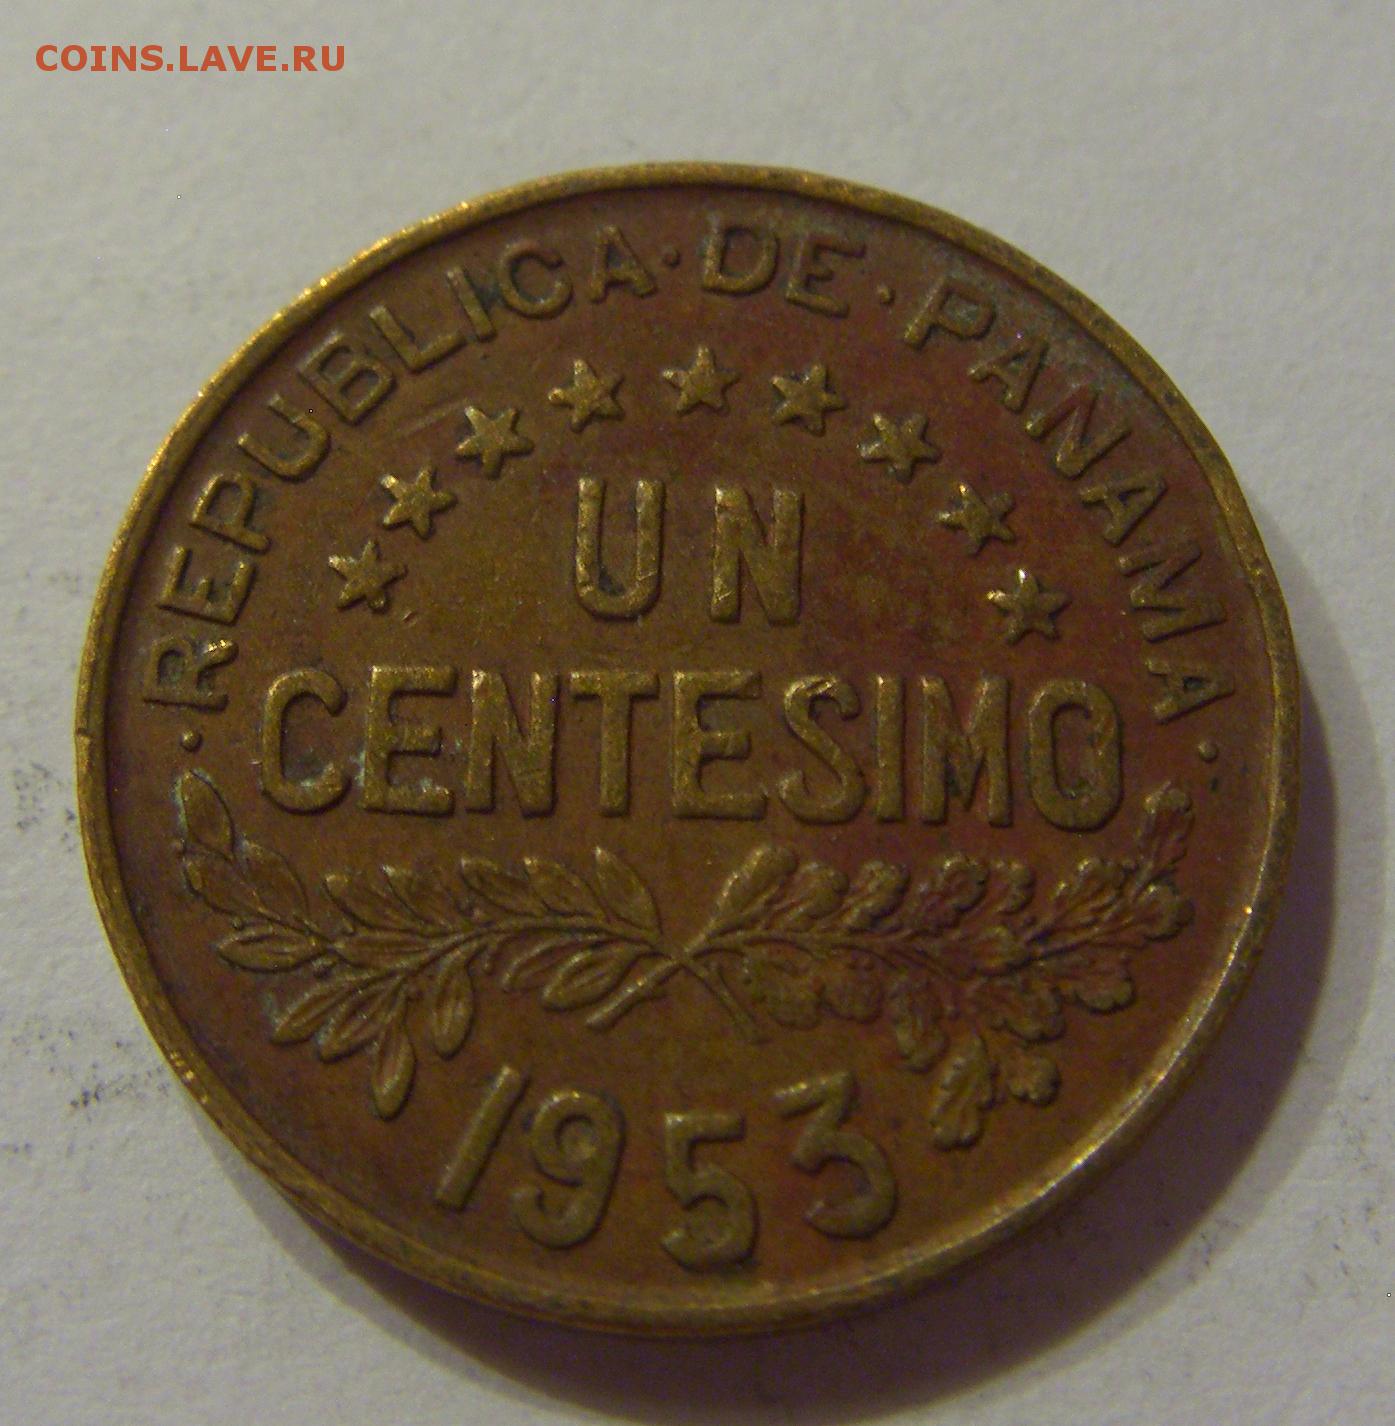 COINS.LAVE.RU
·REPUBLICA·DE·PANAMA·
UN
CENTESIMO
1953